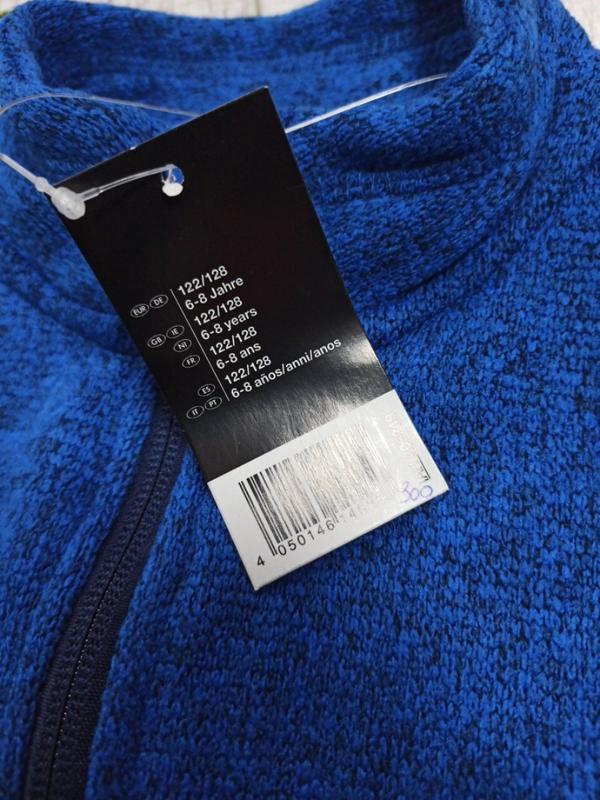 122/128
EUR DE 6-8 Jahre
122/128
GB IE 6-8 years
NI 122/128
FR 6-8 ans
ES 122/128
IT PT 6-8 años/anni/anos
300
4 050146